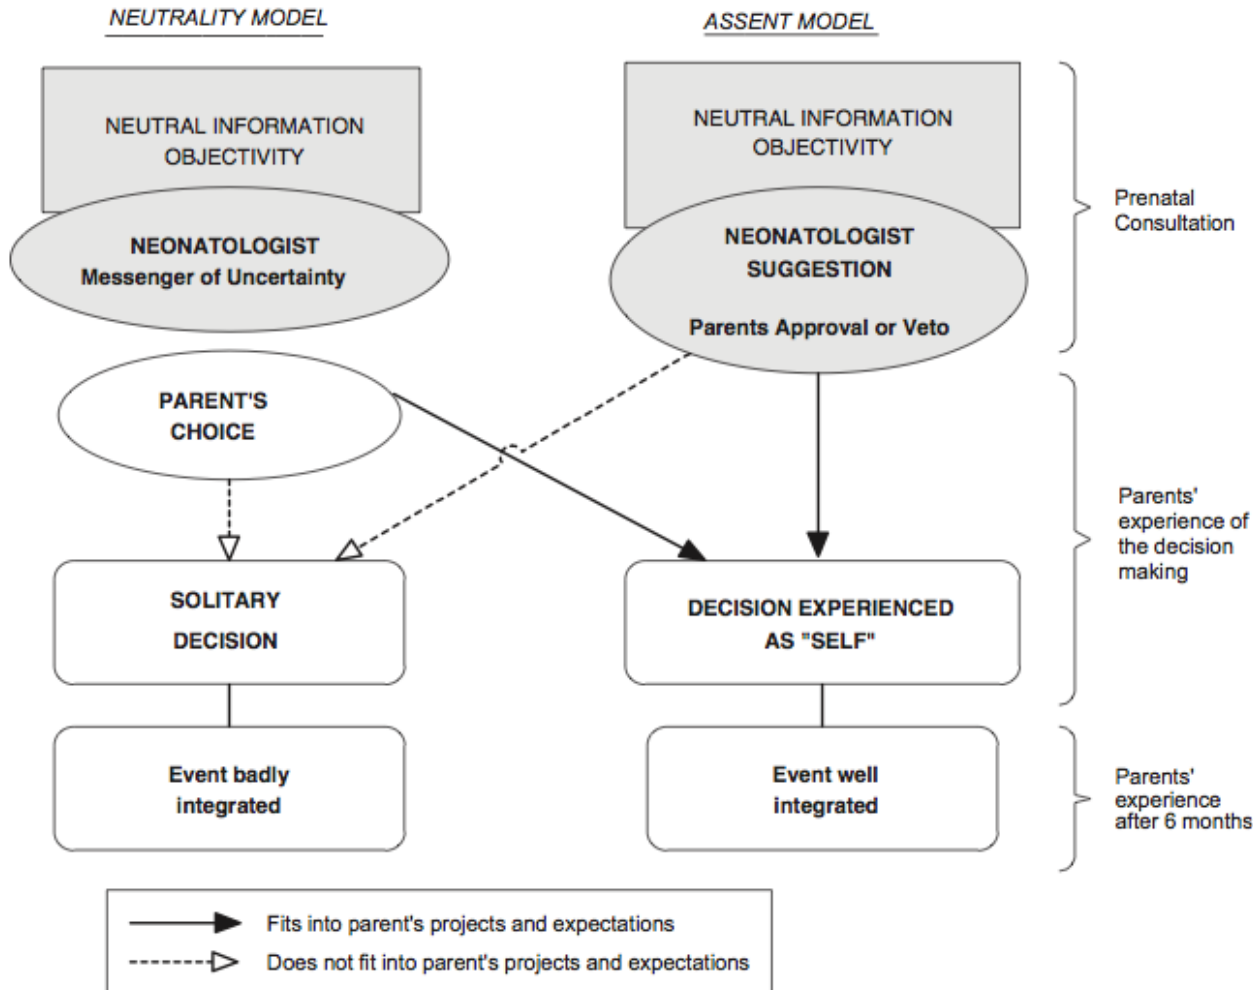 NEUTRALITY MODEL
ASSENT MODEL
NEUTRAL INFORMATION
OBJECTIVITY
NEUTRAL INFORMATION
OBJECTIVITY
NEONATOLOGIST
Messenger of Uncertainty
NEONATOLOGIST
SUGGESTION
Parents Approval or Veto
Prenatal
Consultation
PARENT'S
CHOICE
Parents'
experience of
the decision
making
SOLITARY
DECISION
DECISION EXPERIENCED
AS "SELF"
Event badly
integrated
Event well
integrated
Parents'
experience
after 6 months
Fits into parent's projects and expectations
Does not fit into parent's projects and expectations